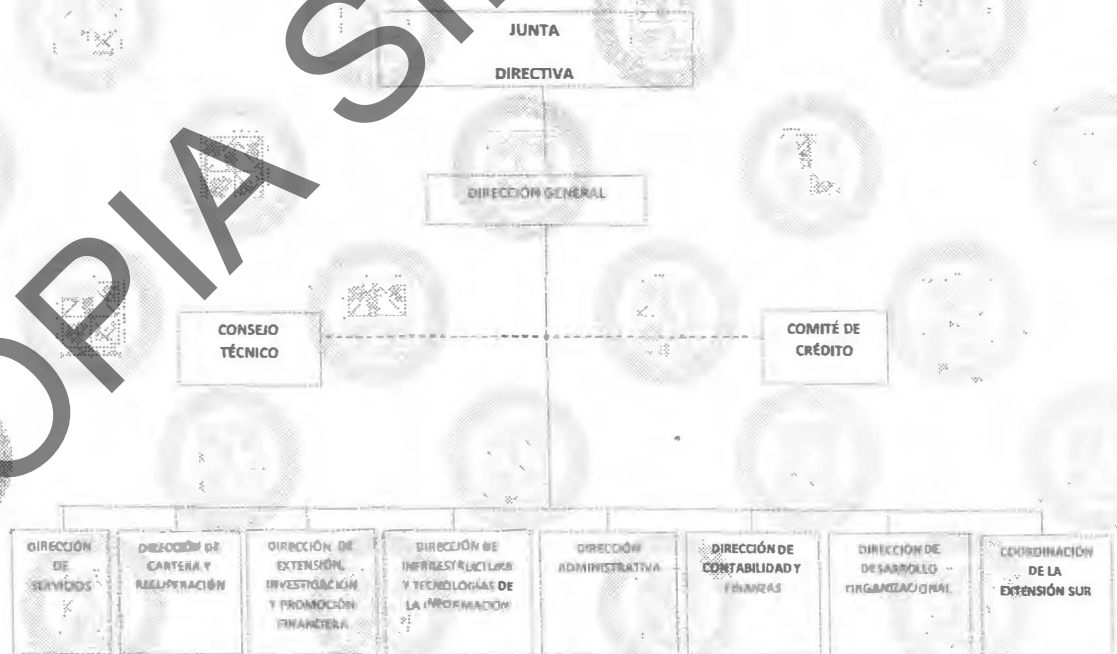 COPIA SI
JUNTA
DIRECTIVA
DIRECCIÓN GENERAL
CONSEJO
TÉCNICO
COMITÉ DE
CRÉDITO
DIRECCIÓN
DE
SERVICIOS
DIRECCIÓN DE
CARTERA Y
RECUPERACIÓN
DIRECCIÓN DE
EXTENSIÓN,
INVESTIGACIÓN
Y PROMOCIÓN
FINANCIERA
DIRECCIÓN DE
INFRAESTRUCTURA
Y TECNOLOGÍAS DE
LA INFORMACIÓN
DIRECCIÓN
ADMINISTRATIVA
DIRECCIÓN DE
CONTABILIDAD Y
FINANZAS
DIRECCIÓN DE
DESARROLLO
ORGANIZACIONAL
COORDINACIÓN
DE LA
EXTENSIÓN SUR